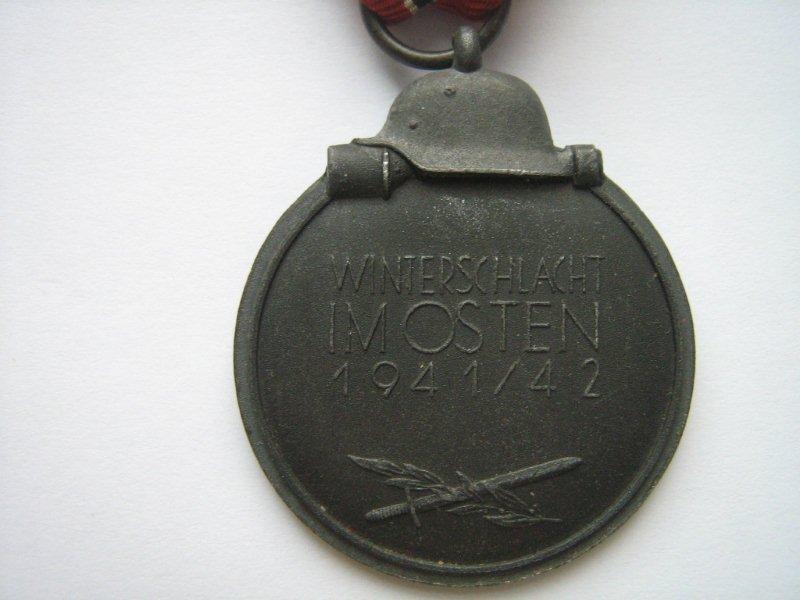 WINTERSCHLACHT
IM OSTEN
1941/42